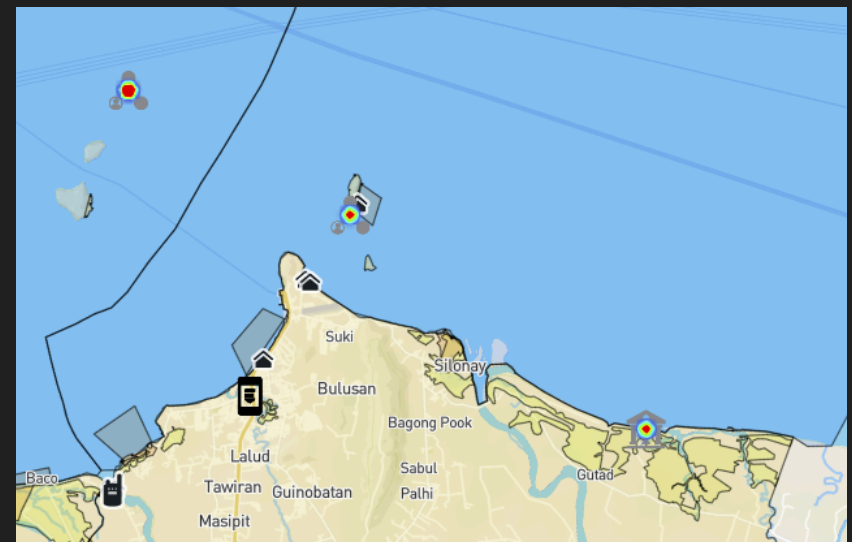 Suki
Silonay
Bulusan
Bagong Pook
Lalud
Sabul
Baco
Gutad
Tawiran
Guinobatan
Palhi
Masipit